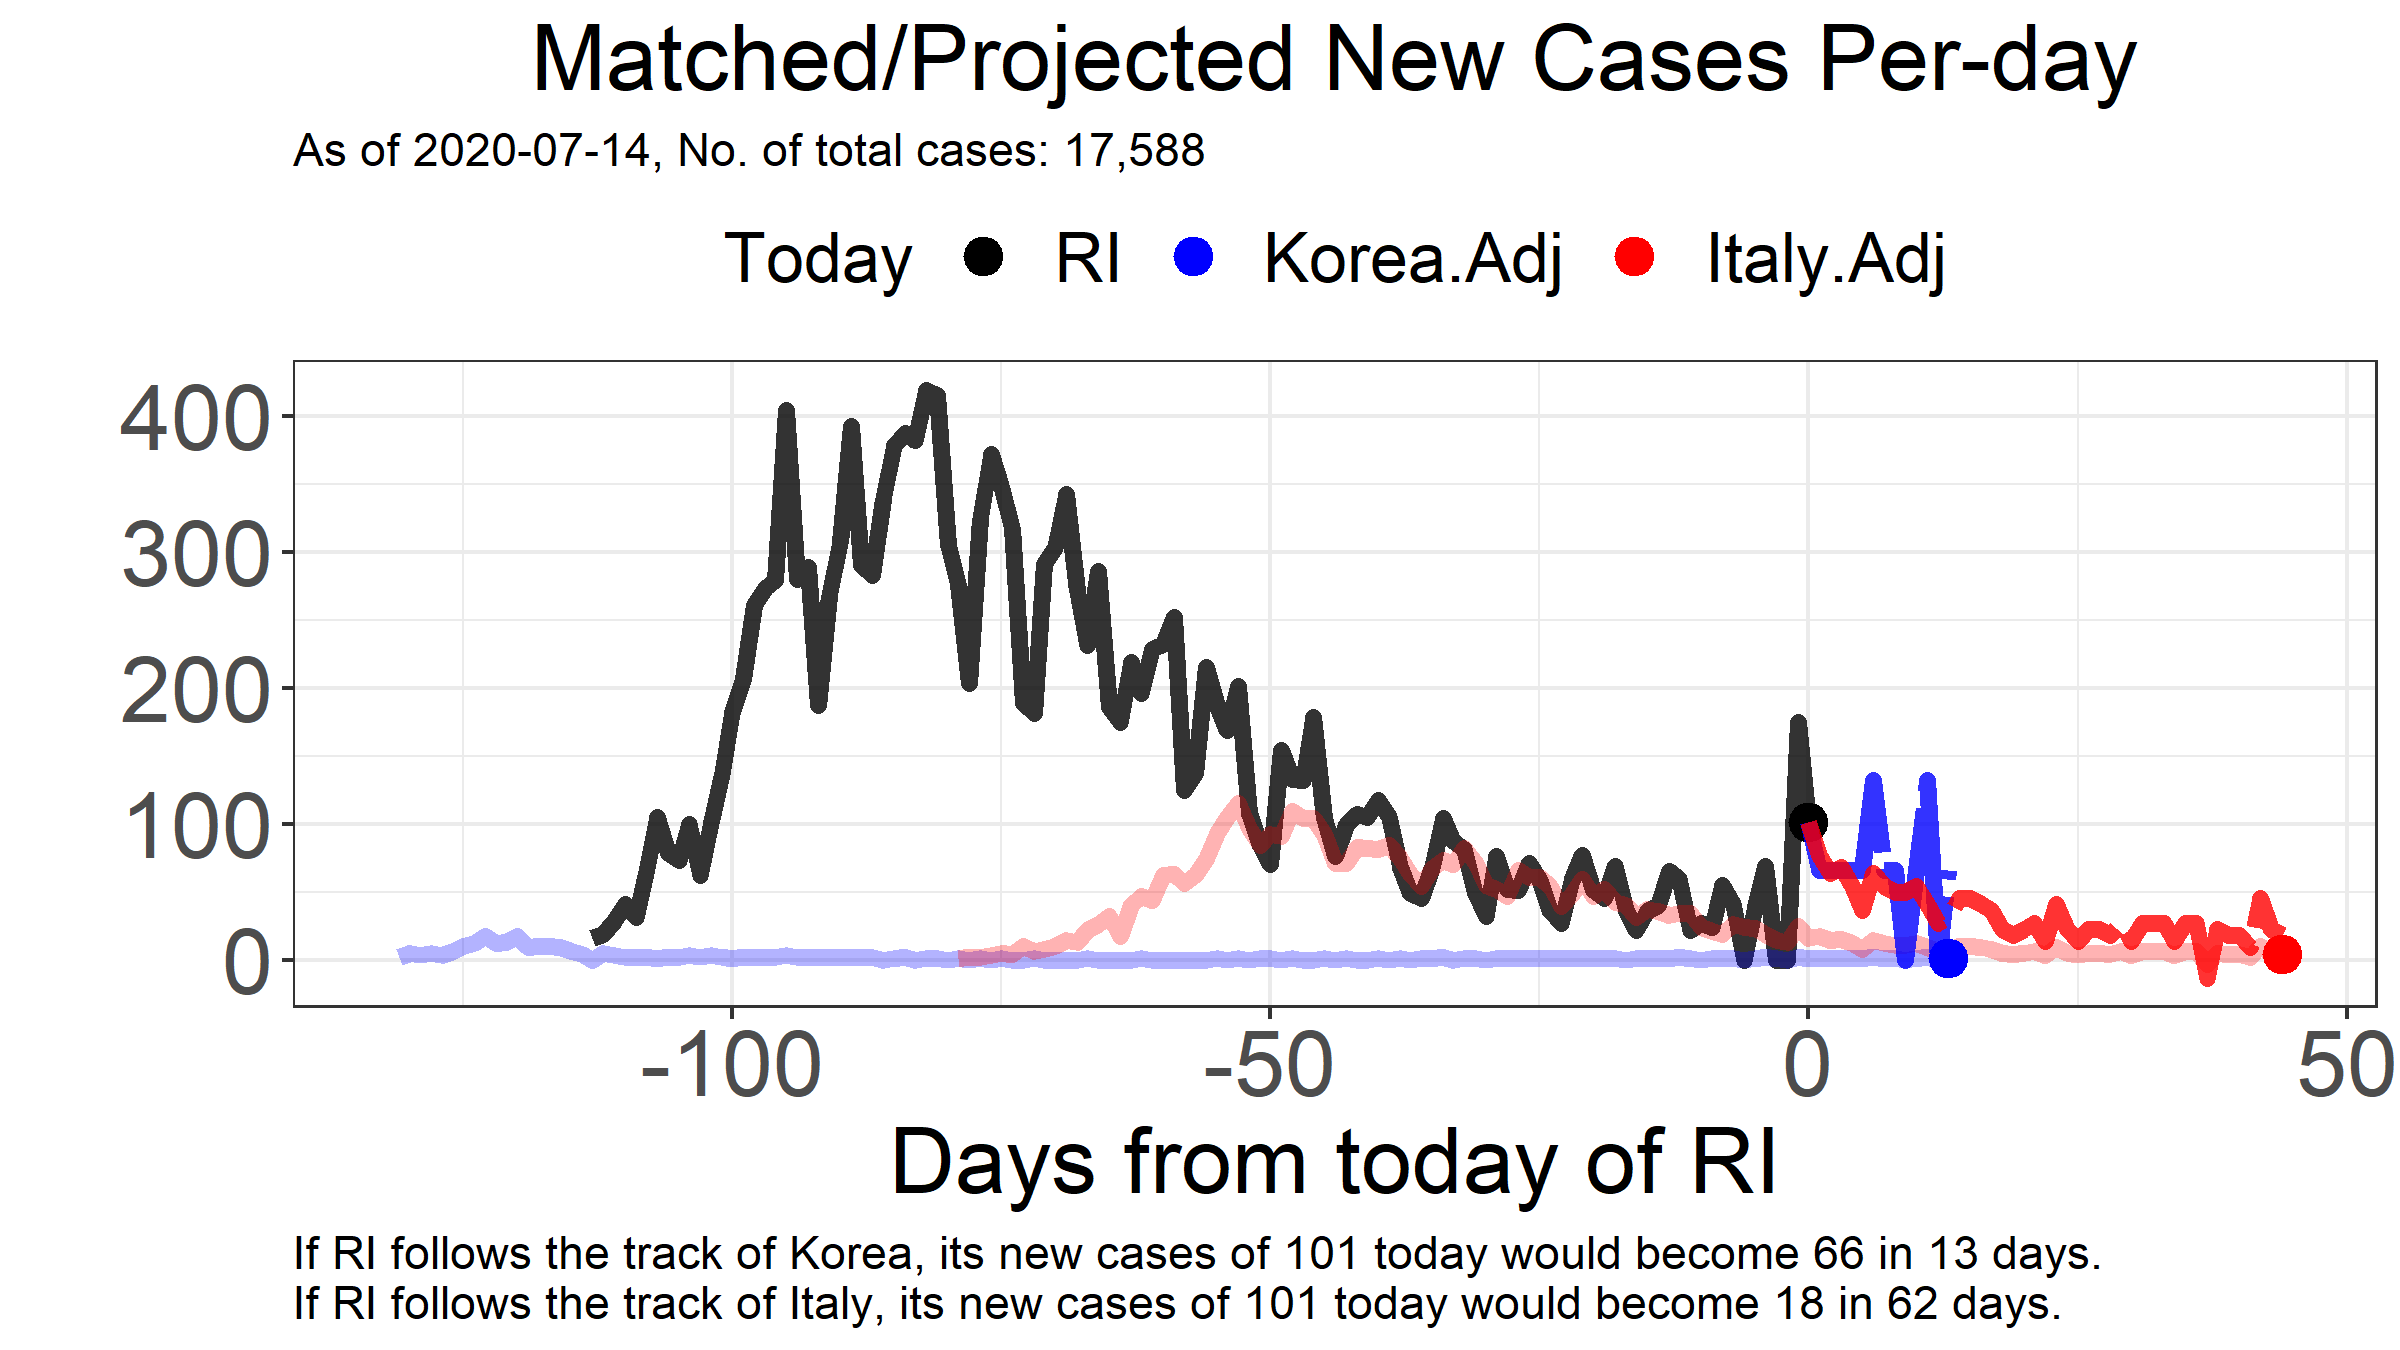 Matched/Projected New Cases Per-day
As of 2020-07-14, No. of total cases: 17,588
Today RI Korea.Adj Italy.Adj
400
300
200
100
0
-100 -50 0 50
Days from today of RI
If RI follows the track of Korea, its new cases of 101 today would become 66 in 13 days.
If RI follows the track of Italy, its new cases of 101 today would become 18 in 62 days.